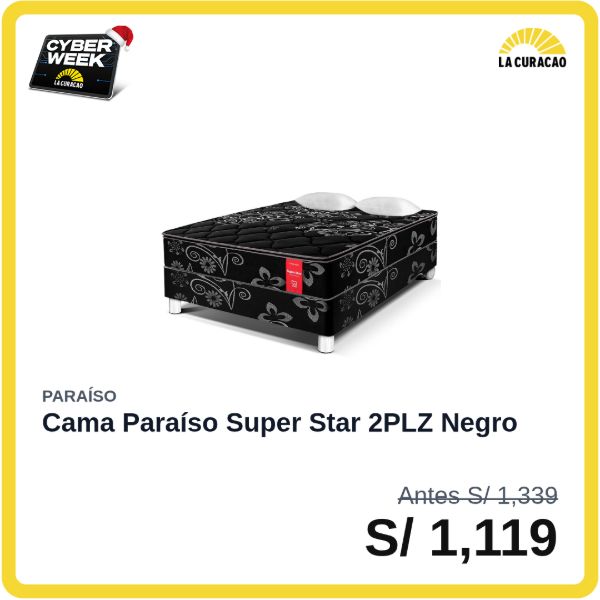 CYBER
WEEK
LA CURACAO
LA CURACAO
PARAÍSO
Cama Paraíso Super Star 2PLZ Negro
Antes S/ 1,339
S/ 1,119